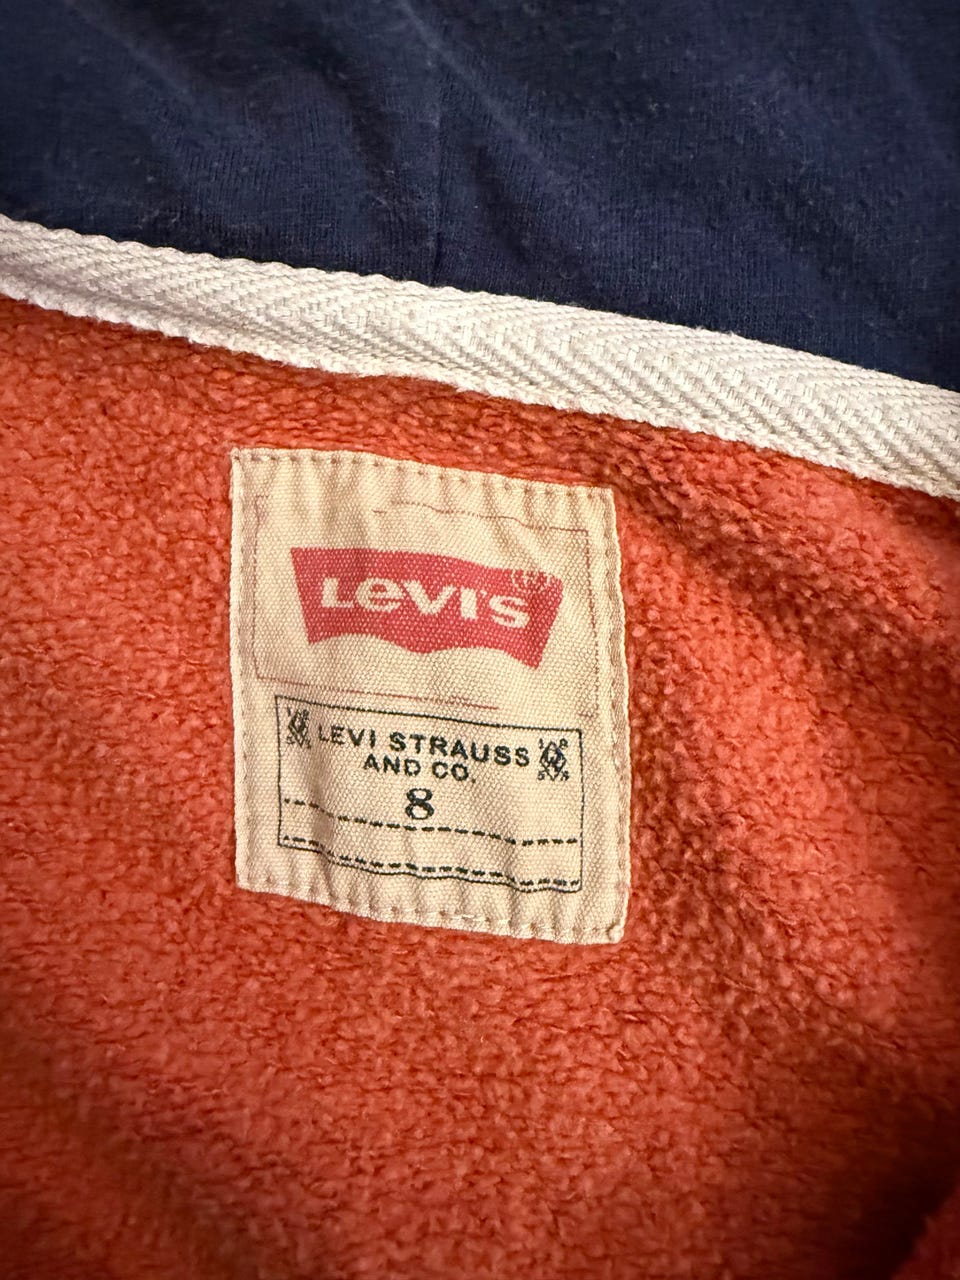 Levi's
LEVI STRAUSS
AND CO.
8